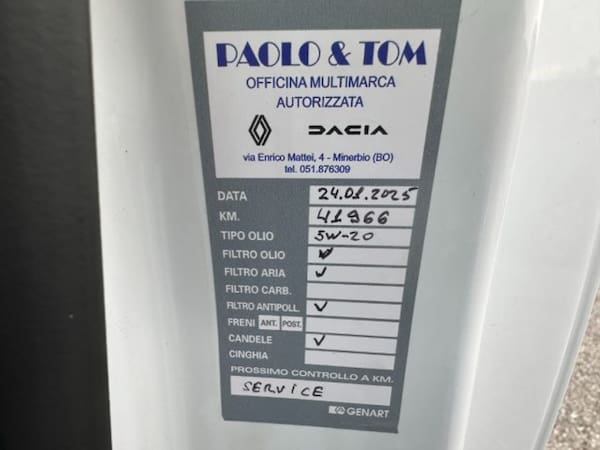 PAOLO & TOM
OFFICINA MULTIMARCA
AUTORIZZATA
DACIA
via Enrico Mattei, 4 - Minerbio (BO)
tel. 051.876309
DATA 24.01.2025
KM. 41966
TIPO OLIO 5W-20
FILTRO OLIO ✓
FILTRO ARIA ✓
FILTRO CARB.
FILTRO ANTIPOLL. ✓
FRENI ANT. POST.
CANDELE ✓
CINGHIA
PROSSIMO CONTROLLO A KM.
SERVICE
GENART